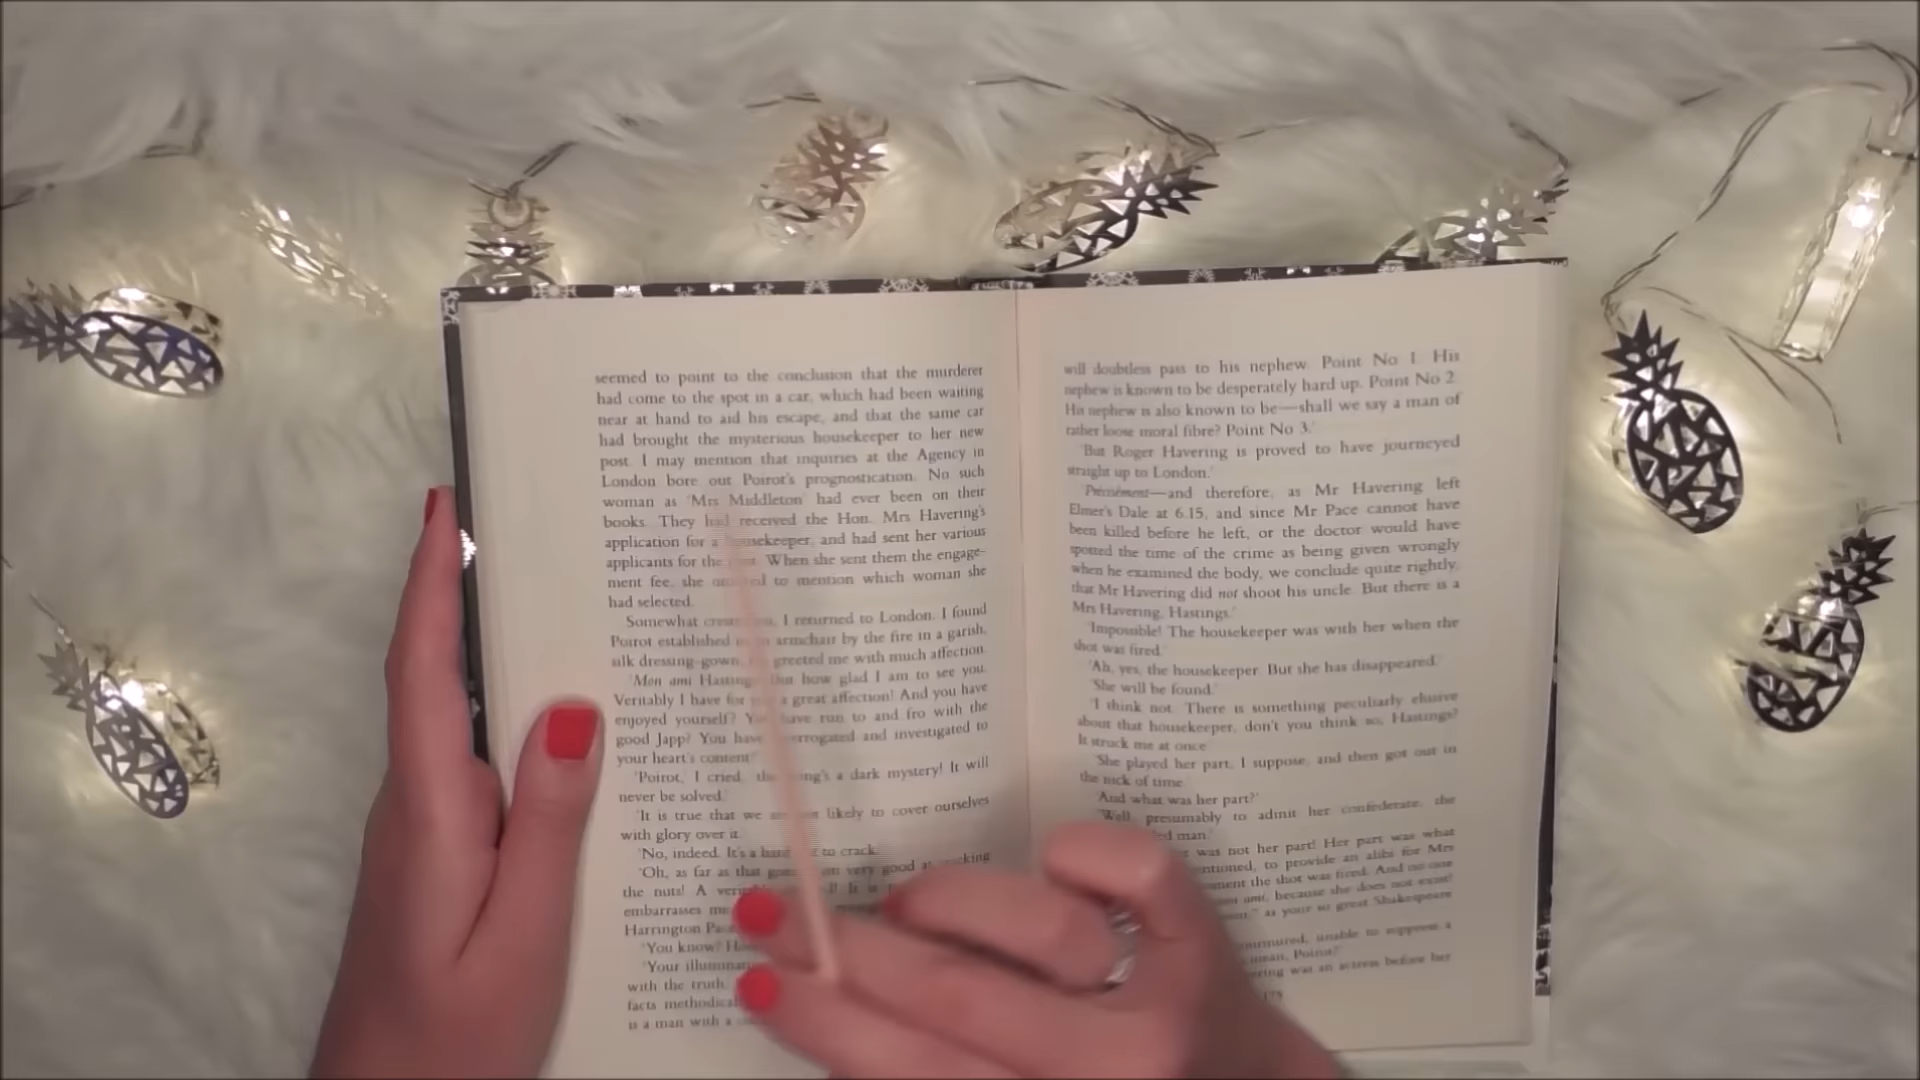 seemed to point to the conclusion that the murderer
had come to the spot in a car, which had been waiting
near at hand to aid his escape, and that the same car
had brought the mysterious housekeeper to her new
post. I may mention that inquiries at the Agency in
London bore out Poirot's prognostication. No such
woman as 'Mrs Middleton' had ever been on their
books. They had received the Hon. Mrs Havering's
application for a housekeeper, and had sent her various
applicants for the When she sent them the engage-
ment fee, she to mention which woman she
had selected.
Somewhat I returned to London. I found
Poirot established armchair by the fire in a garish,
silk dressing-gown. greeted me with much affection.
'Mon ami Hastings! But how glad I am to see you.
Veritably I have for a great affection! And you have
enjoyed yourself? You have run to and fro with the
good Japp? You have interrogated and investigated to
your heart's content?'
'Poirot,' I cried, 'the thing's a dark mystery! It will
never be solved.'
'It is true that we are not likely to cover ourselves
with glory over it.'
'No, indeed. It's a hard to crack.'
'Oh, as far as that very good at cracking
the nuts! A It is
embarrasses
Harrington
'You know?
'Your
with the truth.
facts
is a man with a
will doubtless pass to his nephew. Point No 1. His
nephew is known to be desperately hard up. Point No 2.
His nephew is also known to be—shall we say a man of
rather loose moral fibre? Point No 3.'
'But Roger Havering is proved to have journeyed
straight up to London.'
'Précisément—and therefore, as Mr Havering left
Elmer's Dale at 6.15, and since Mr Pace cannot have
been killed before he left, or the doctor would have
spotted the time of the crime as being given wrongly
when he examined the body, we conclude quite rightly,
that Mr Havering did not shoot his uncle. But there is a
Mrs Havering, Hastings.'
'Impossible! The housekeeper was with her when the
shot was fired.'
'Ah, yes, the housekeeper. But she has disappeared.'
'She will be found.'
'I think not. There is something peculiarly elusive
about that housekeeper, don't you think so, Hastings?
It struck me at once.'
'She played her part, I suppose, and then got out in
the nick of time.'
'And what was her part?'
'Well, presumably to admit her confederate, the
man.'
was not her part! Her part was what
to provide an alibi for Mrs
the shot was fired. And no one
ami, because she does not exist!
as your so great Shakespeare
murmured, unable to suppress a
mean, Poirot?'
was an actress before her